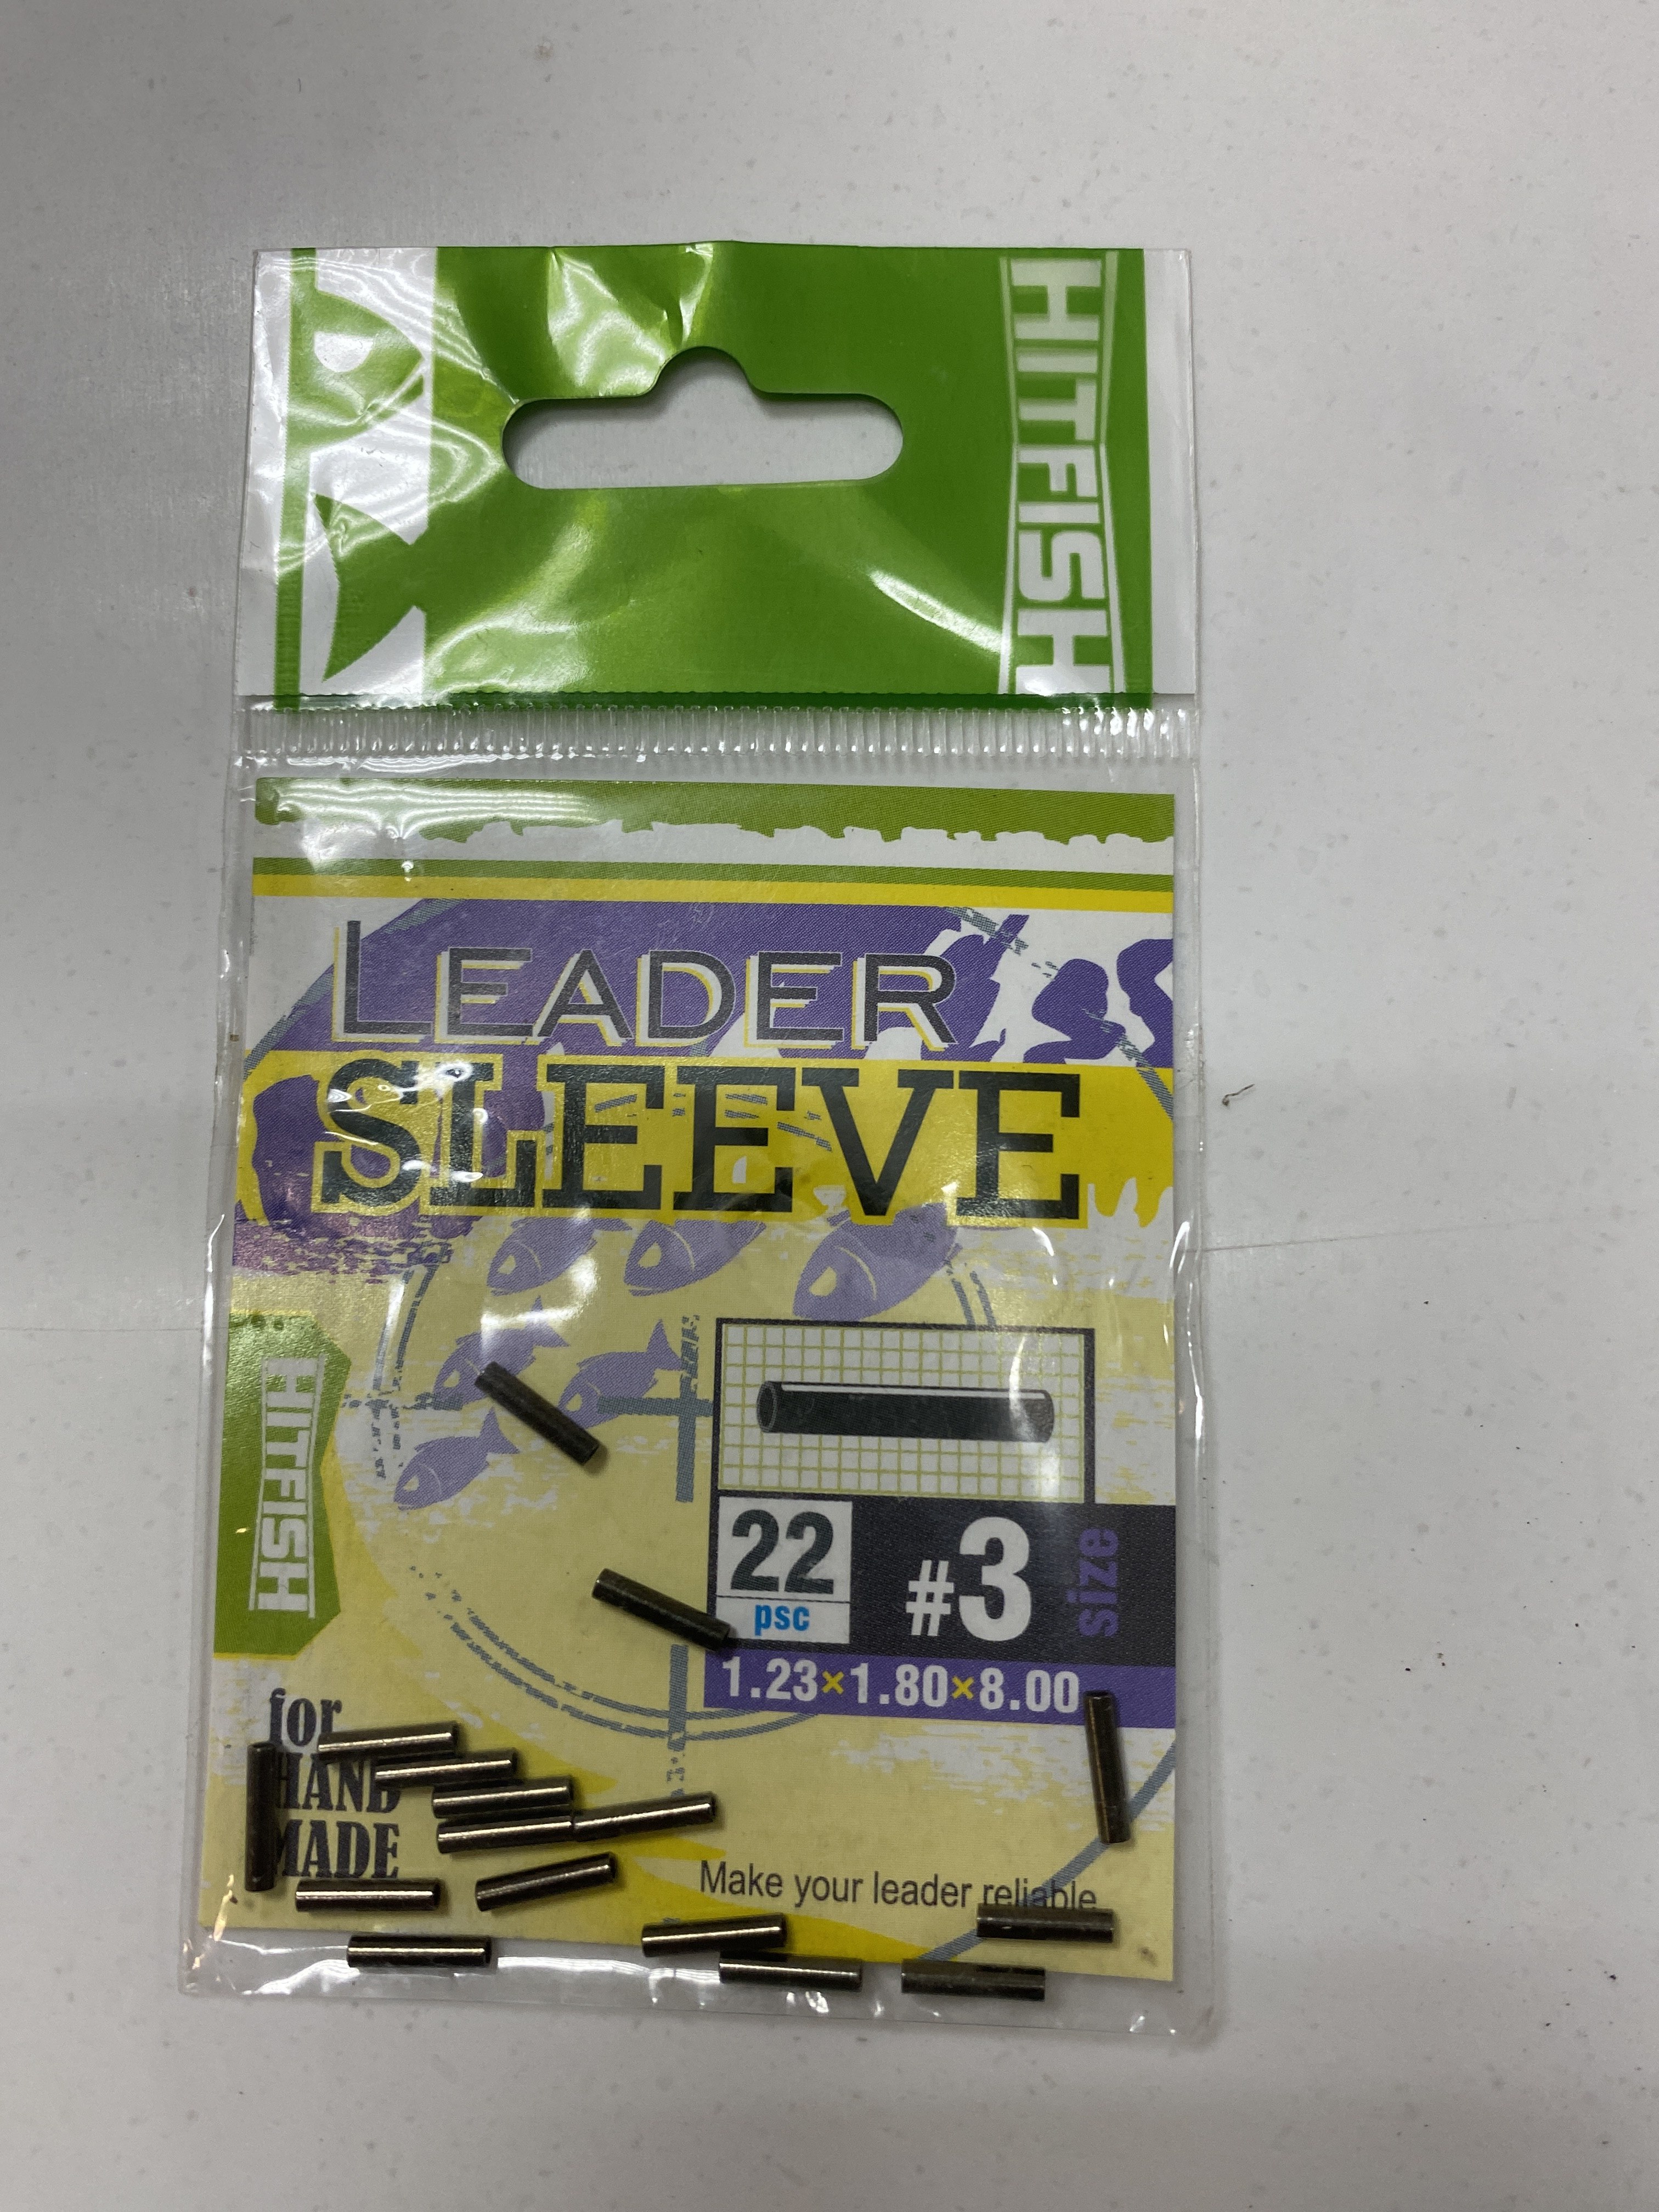 HITFISH
LEADER
SLEEVE
HITFISH
22
psc
#3
size
1.23×1.80×8.00
for
HAND
MADE
Make your leader reliable